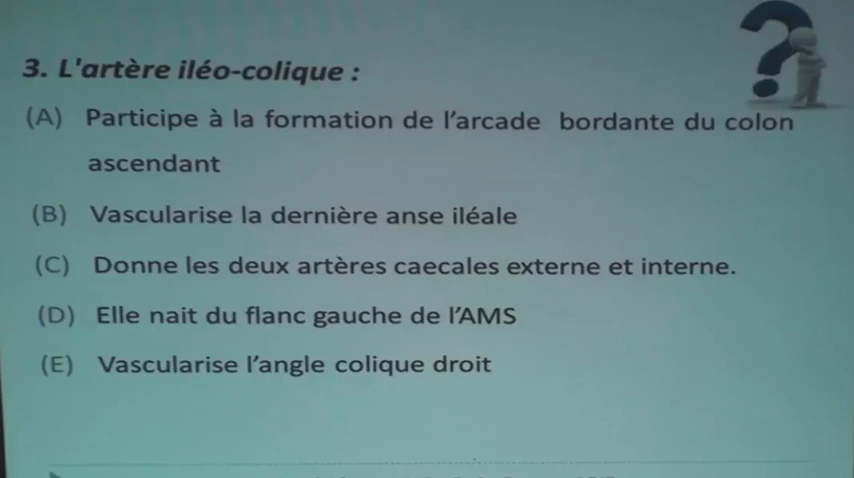 3. L'artère iléo-colique :
(A) Participe à la formation de l'arcade bordante du colon
ascendant
(B) Vascularise la dernière anse iléale
(C) Donne les deux artères caecales externe et interne.
(D) Elle nait du flanc gauche de l'AMS
(E) Vascularise l'angle colique droit